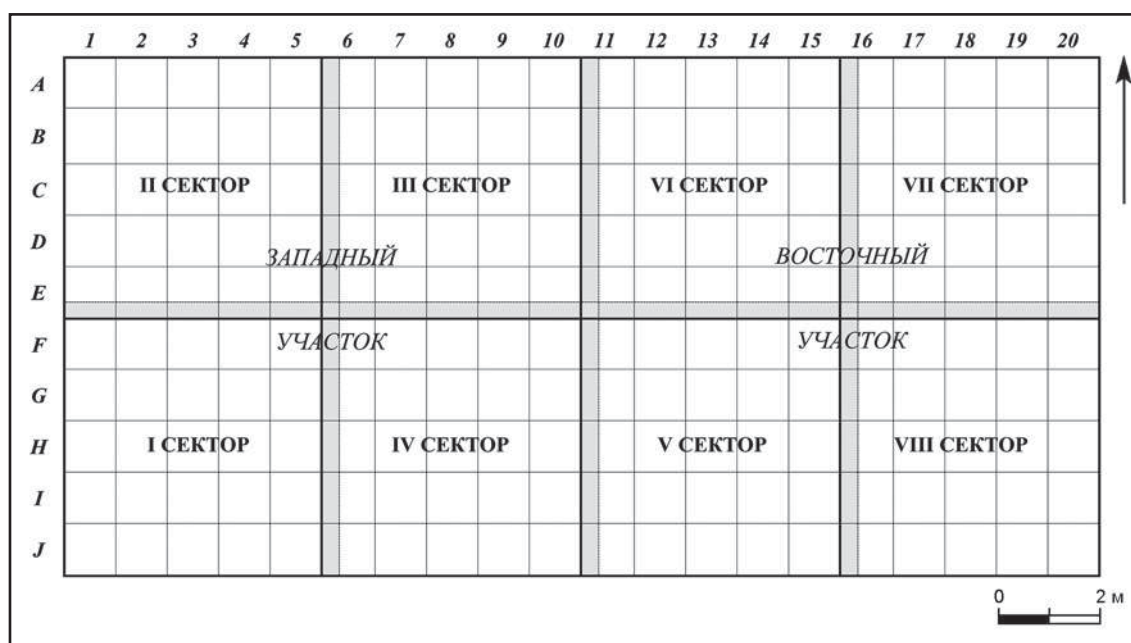 1 2 3 4 5 6 7 8 9 10 11 12 13 14 15 16 17 18 19 20
A
B
C
II СЕКТОР III СЕКТОР VI СЕКТОР VII СЕКТОР
D
ЗАПАДНЫЙ ВОСТОЧНЫЙ
E
F
УЧАСТОК УЧАСТОК
G
H
I СЕКТОР IV СЕКТОР V СЕКТОР VIII СЕКТОР
I
J
0 2 м